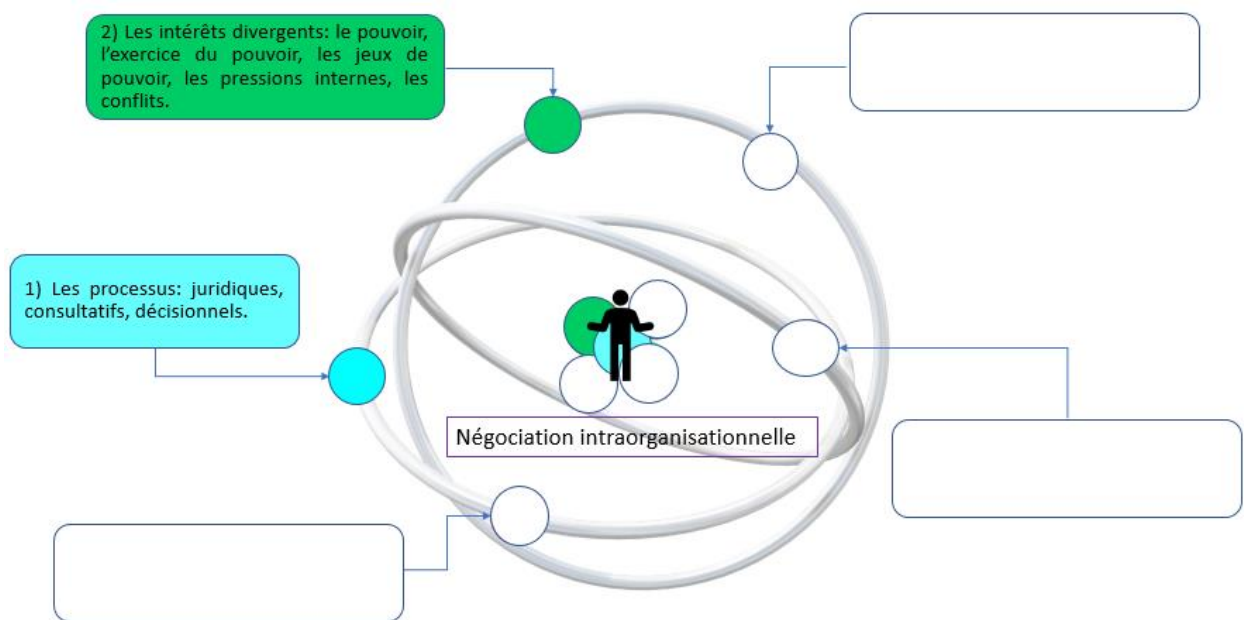 2) Les intérêts divergents: le pouvoir,
l’exercice du pouvoir, les jeux de
pouvoir, les pressions internes, les
conflits.
1) Les processus: juridiques,
consultatifs, décisionnels.
Négociation intraorganisationnelle